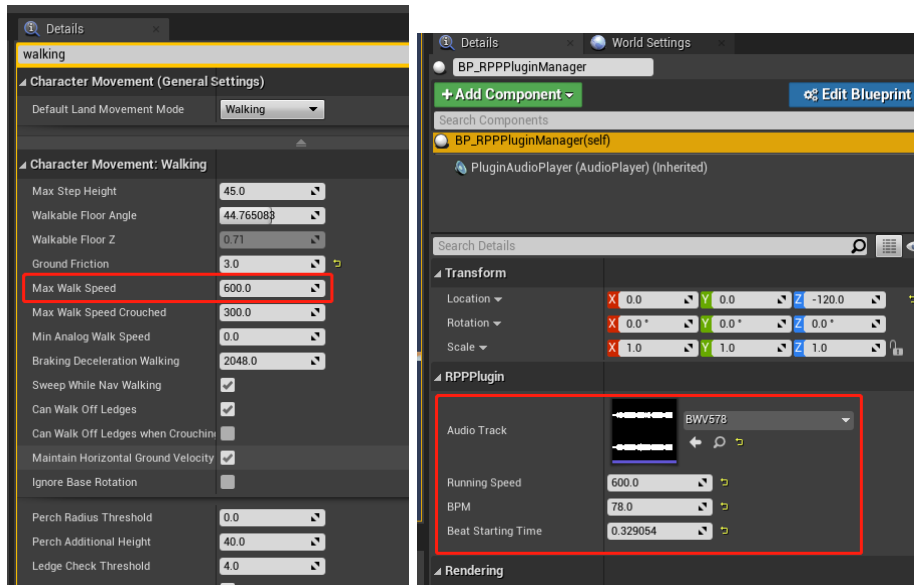 Details
walking
Character Movement (General Settings)
Default Land Movement Mode Walking
Character Movement: Walking
Max Step Height 45.0
Walkable Floor Angle 44.765083
Walkable Floor Z 0.71
Ground Friction 3.0
Max Walk Speed 600.0
Max Walk Speed Crouched 300.0
Min Analog Walk Speed 0.0
Braking Deceleration Walking 2048.0
Sweep While Nav Walking
Can Walk Off Ledges
Can Walk Off Ledges when Crouching
Maintain Horizontal Ground Velocity
Ignore Base Rotation
Perch Radius Threshold 0.0
Perch Additional Height 40.0
Ledge Check Threshold 4.0
Details World Settings
BP_RPPPluginManager
+ Add Component Edit Blueprint
Search Components
BP_RPPPluginManager(self)
PluginAudioPlayer (AudioPlayer) (Inherited)
Search Details
Transform
Location X 0.0 Y 0.0 Z -120.0
Rotation X 0.0° Y 0.0° Z 0.0°
Scale X 1.0 Y 1.0 Z 1.0
RPPPlugin
Audio Track BWV578
Running Speed 600.0
BPM 78.0
Beat Starting Time 0.329054
Rendering